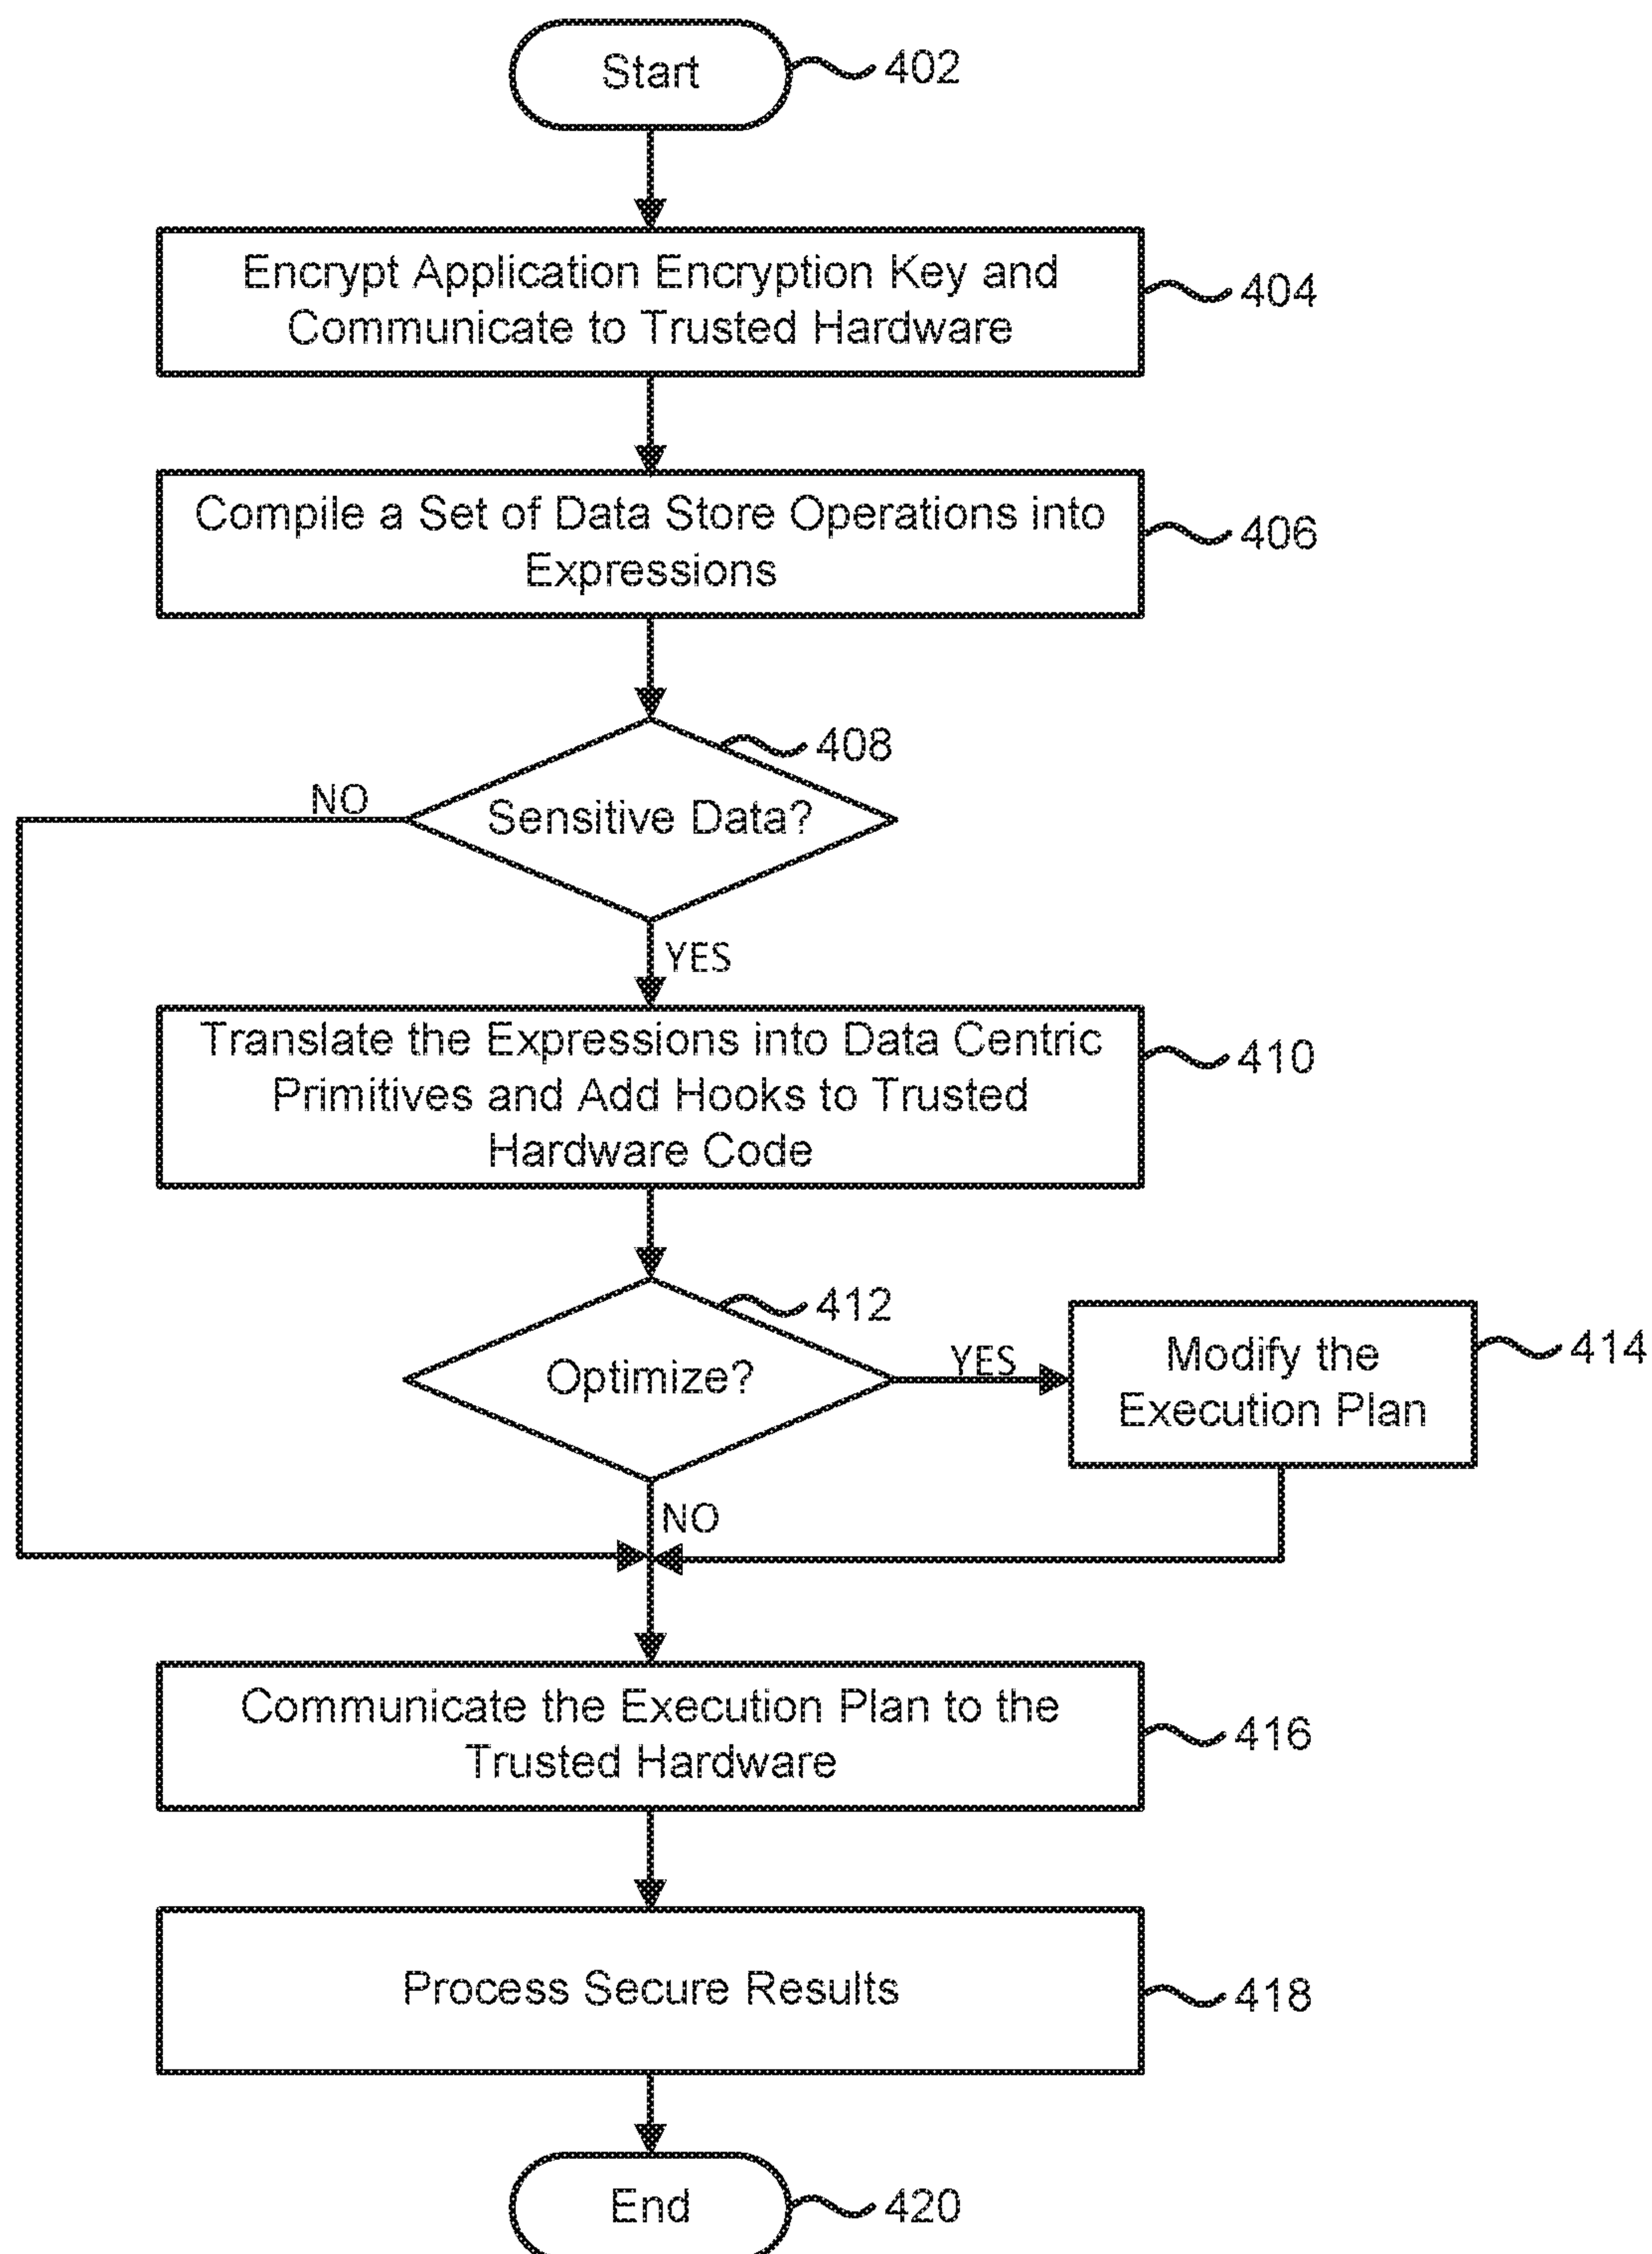 Start
402
Encrypt Application Encryption Key and
Communicate to Trusted Hardware
404
Compile a Set of Data Store Operations into
Expressions
406
408
NO
Sensitive Data?
YES
Translate the Expressions into Data Centric
Primitives and Add Hooks to Trusted
Hardware Code
410
412
Optimize?
YES
Modify the
Execution Plan
414
NO
Communicate the Execution Plan to the
Trusted Hardware
416
Process Secure Results
418
End
420